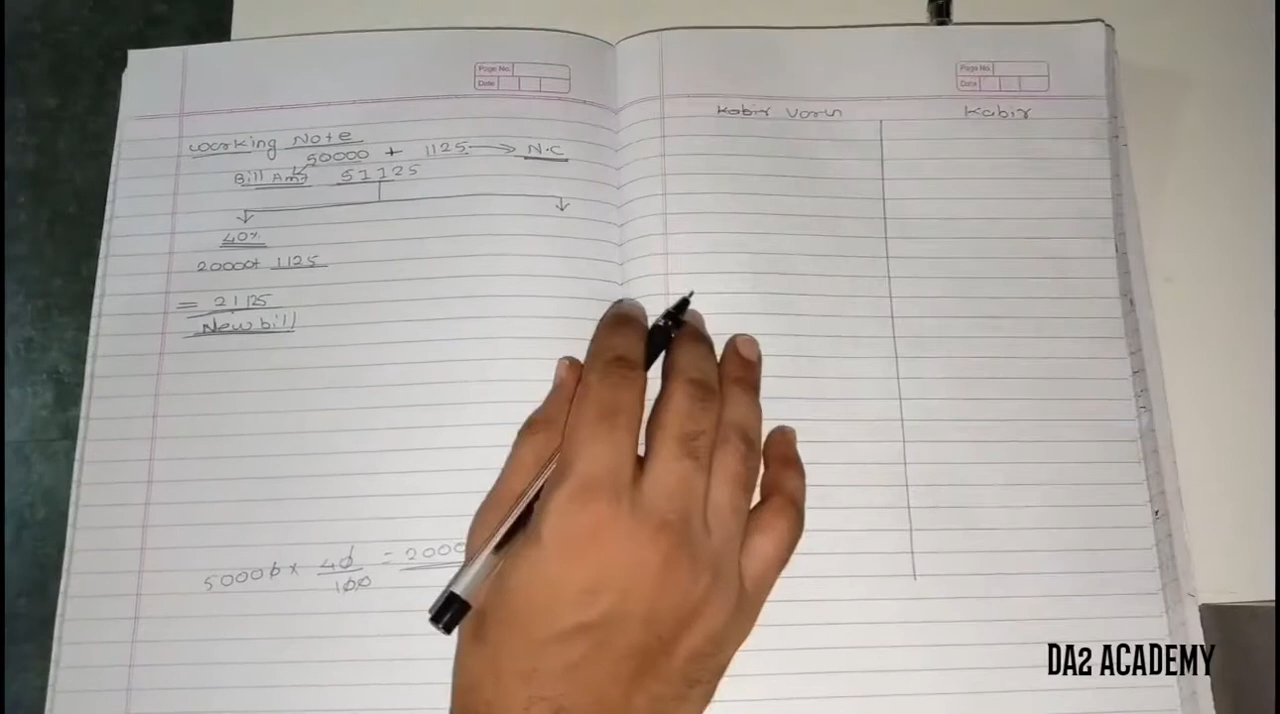 Page No.
Date
Working Note
50000 + 1125 → N.C
Bill Amt 51125
40%
20000+ 1125
= 21125
New bill
50000 × 40/100 = 2000
Page No.
Date
Kabir Varun
Kabir
DA2 ACADEMY